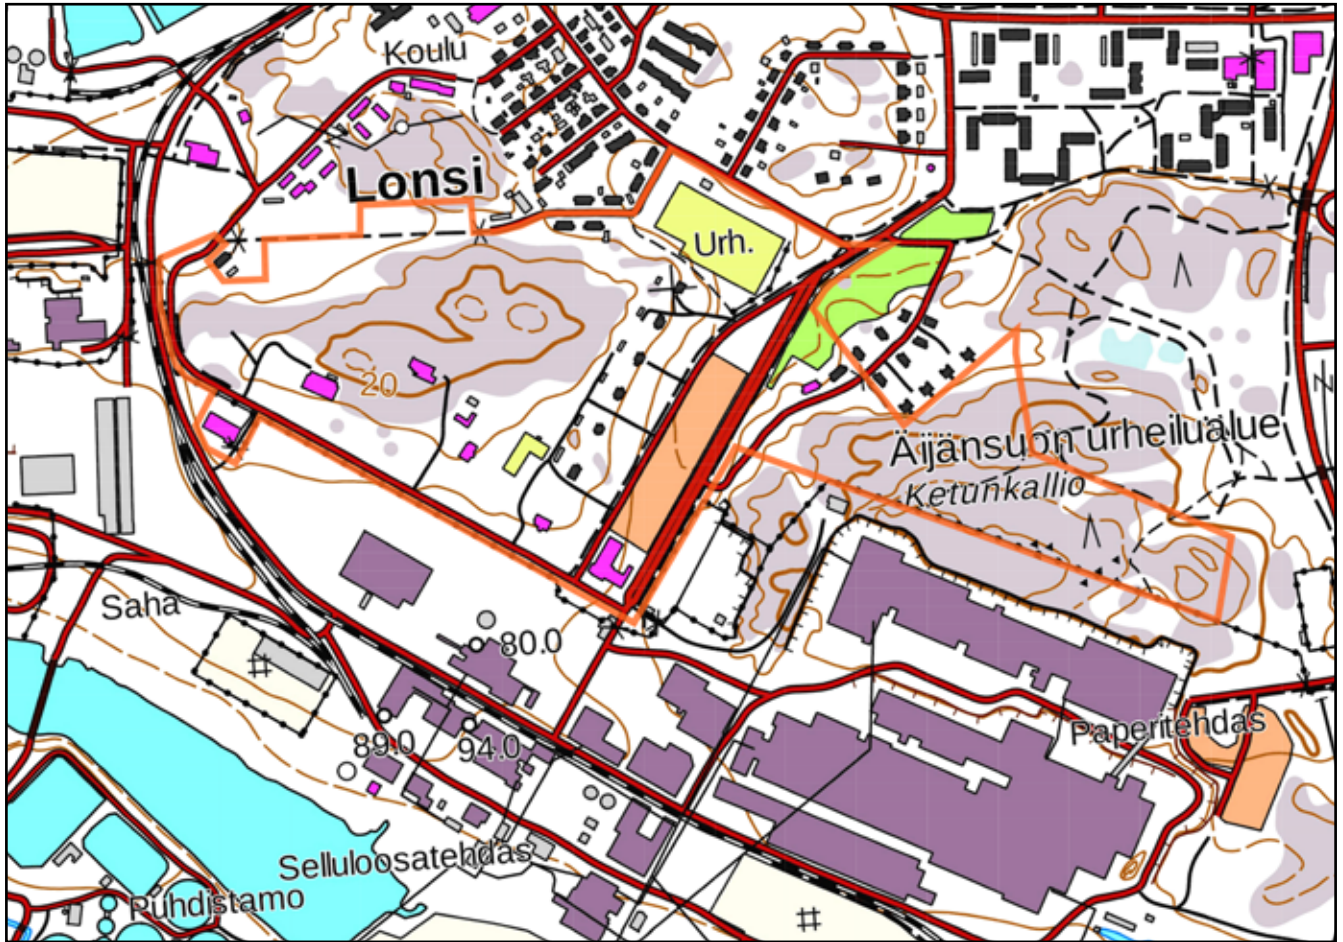 Koulu
Lonsi
Urh.
20
Äijänsuon urheilualue
Ketunkallio
Saha
80.0
89.0
94.0
Paperitehdas
Selluloosatehdas
Puhdistamo